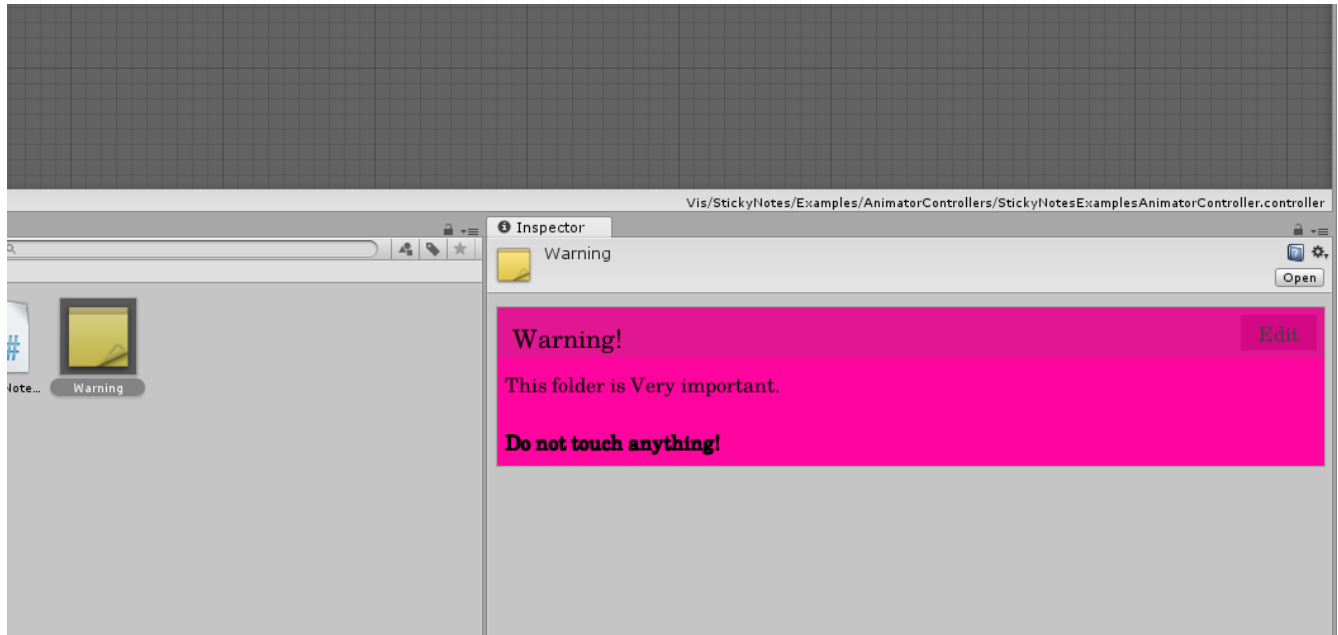 Vis/StickyNotes/Examples/AnimatorControllers/StickyNotesExamplesAnimatorController.controller
Inspector
Warning
Open
Warning!
Edit
This folder is Very important.
Do not touch anything!
#
Note...
Warning